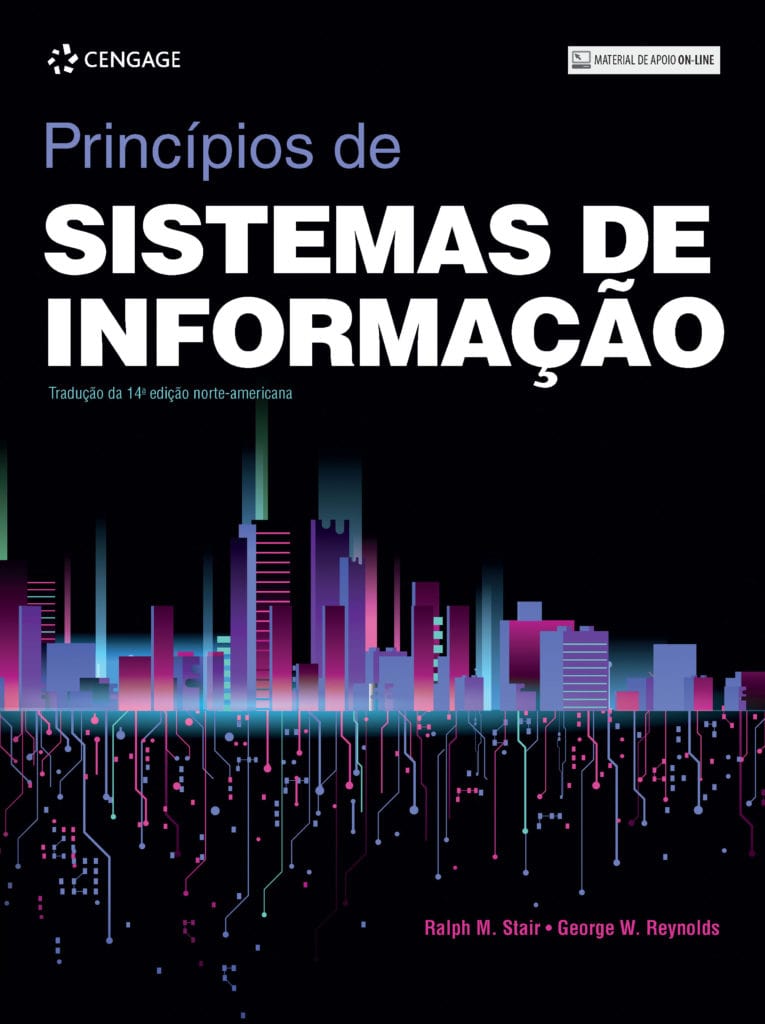 CENGAGE
MATERIAL DE APOIO ON-LINE
Princípios de
SISTEMAS DE
INFORMAÇÃO
Tradução da 14ª edição norte-americana
Ralph M. Stair • George W. Reynolds